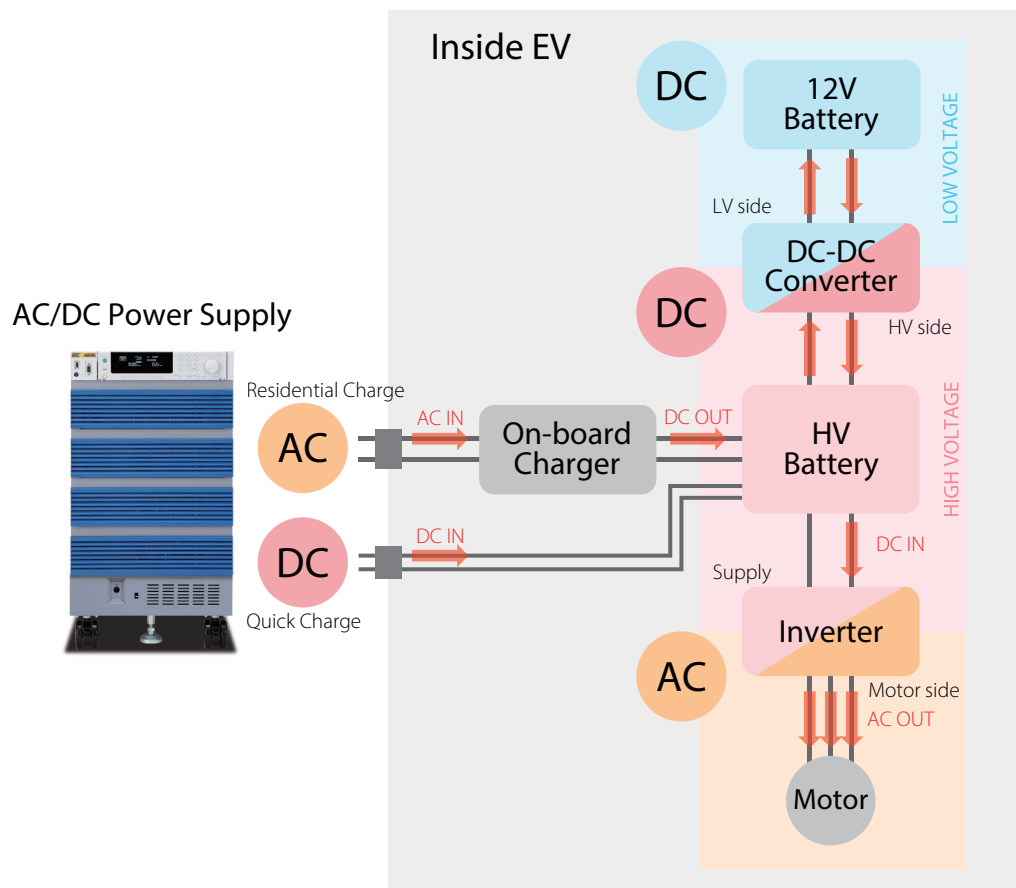 Inside EV
DC
12V
Battery
LOW VOLTAGE
LV side
DC-DC
Converter
DC
HV side
AC/DC Power Supply
Residential Charge
AC
AC IN
On-board
Charger
DC OUT
HV
Battery
HIGH VOLTAGE
DC
DC IN
Quick Charge
DC IN
Supply
Inverter
AC
Motor side
AC OUT
Motor